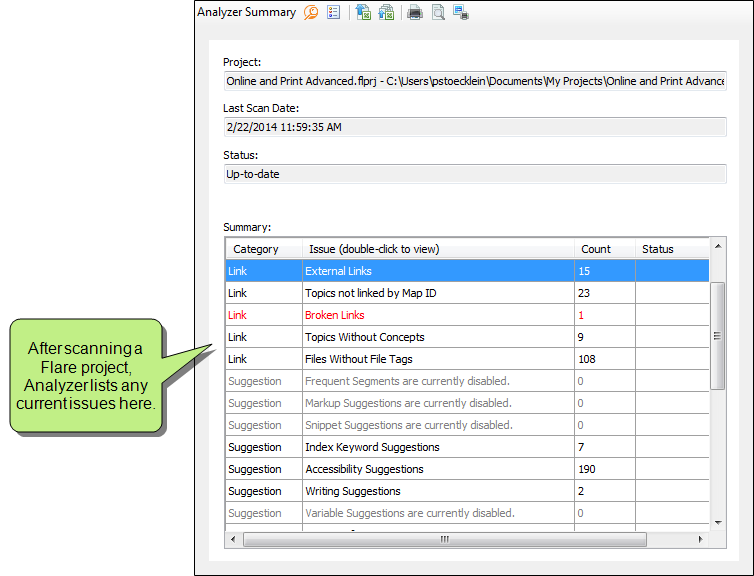 Analyzer Summary
Project:
Online and Print Advanced.flprj - C:\Users\pstoecklein\Documents\My Projects\Online and Print Advance
Last Scan Date:
2/22/2014 11:59:35 AM
Status:
Up-to-date
Summary:
Category Issue (double-click to view) Count Status
Link External Links 15
Link Topics not linked by Map ID 23
Link Broken Links 1
Link Topics Without Concepts 9
Link Files Without File Tags 108
Suggestion Frequent Segments are currently disabled. 0
Suggestion Markup Suggestions are currently disabled. 0
Suggestion Snippet Suggestions are currently disabled. 0
Suggestion Index Keyword Suggestions 7
Suggestion Accessibility Suggestions 190
Suggestion Writing Suggestions 2
Suggestion Variable Suggestions are currently disabled. 0
After scanning a
Flare project,
Analyzer lists any
current issues here.